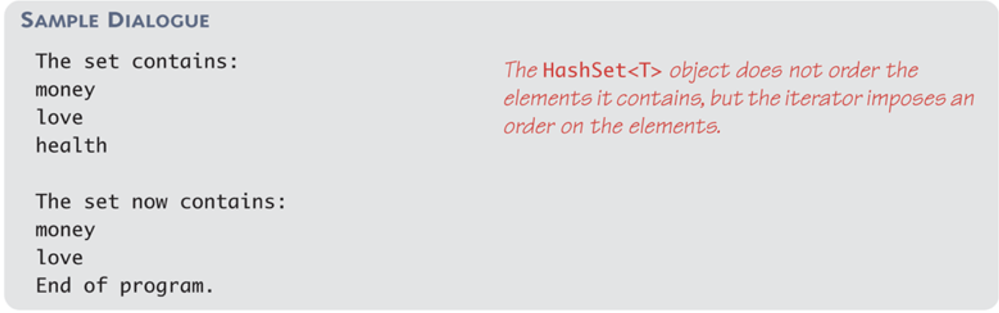 SAMPLE DIALOGUE
The set contains:
money
love
health
The HashSet<T> object does not order the
elements it contains, but the iterator imposes an
order on the elements.
The set now contains:
money
love
End of program.